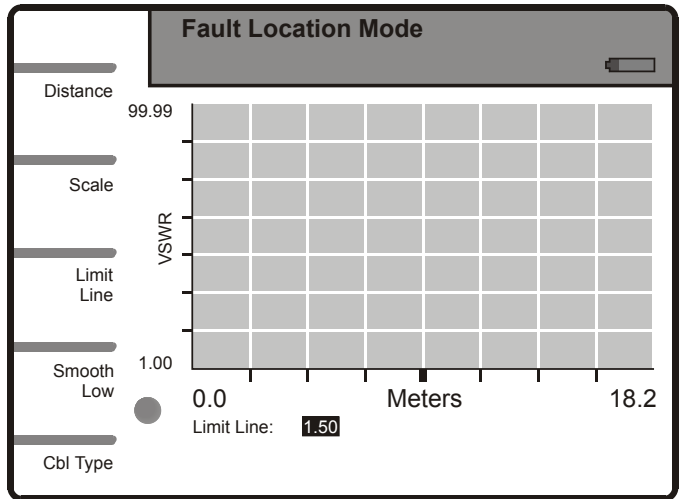 Fault Location Mode
Distance
Scale
Limit
Line
Smooth
Low
Cbl Type
99.99
VSWR
1.00
0.0 Meters 18.2
Limit Line: 1.50